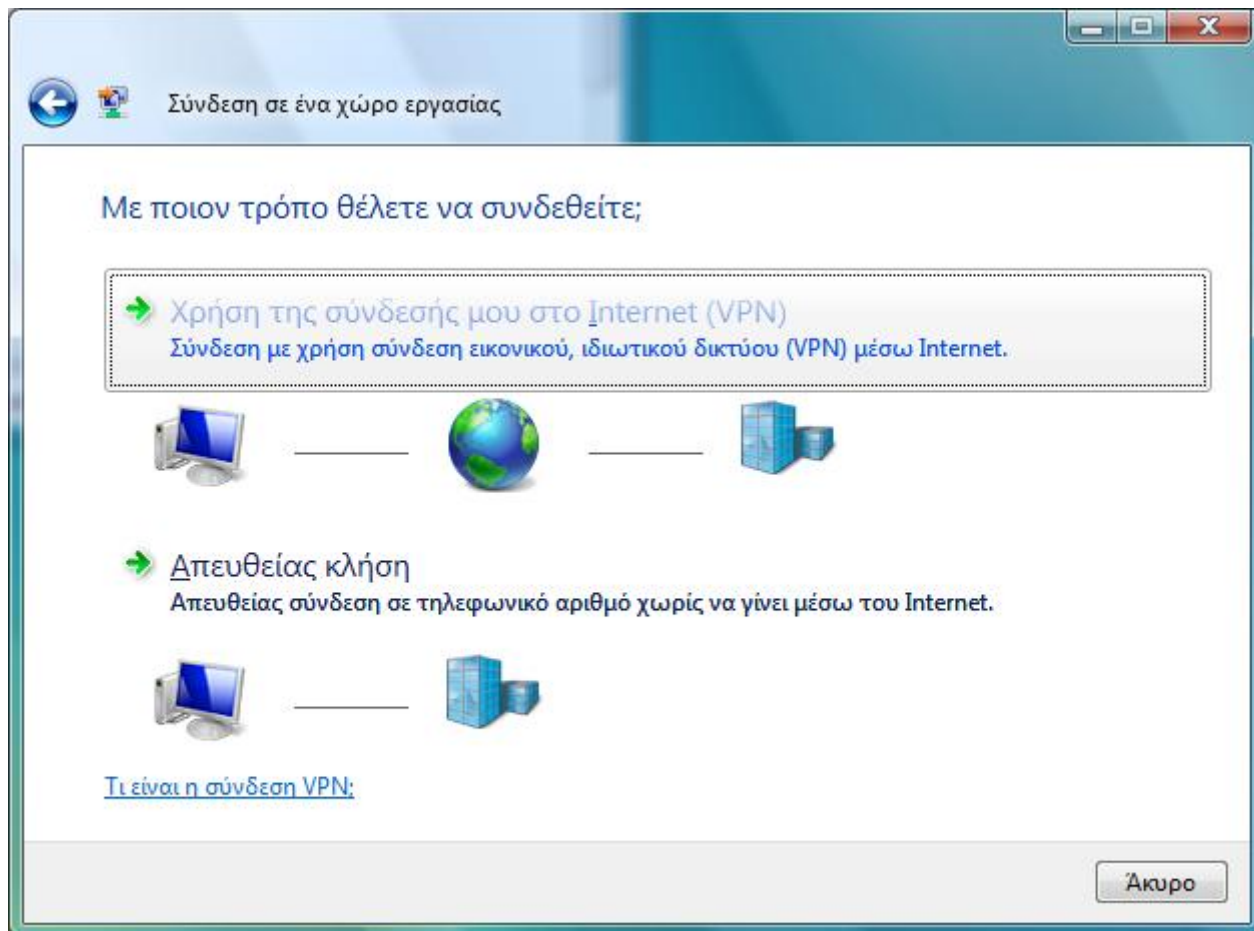 Σύνδεση σε ένα χώρο εργασίας
Με ποιον τρόπο θέλετε να συνδεθείτε;
Χρήση της σύνδεσής μου στο Internet (VPN)
Σύνδεση με χρήση σύνδεση εικονικού, ιδιωτικού δικτύου (VPN) μέσω Internet.
Απευθείας κλήση
Απευθείας σύνδεση σε τηλεφωνικό αριθμό χωρίς να γίνει μέσω του Internet.
Τι είναι η σύνδεση VPN;
Άκυρο